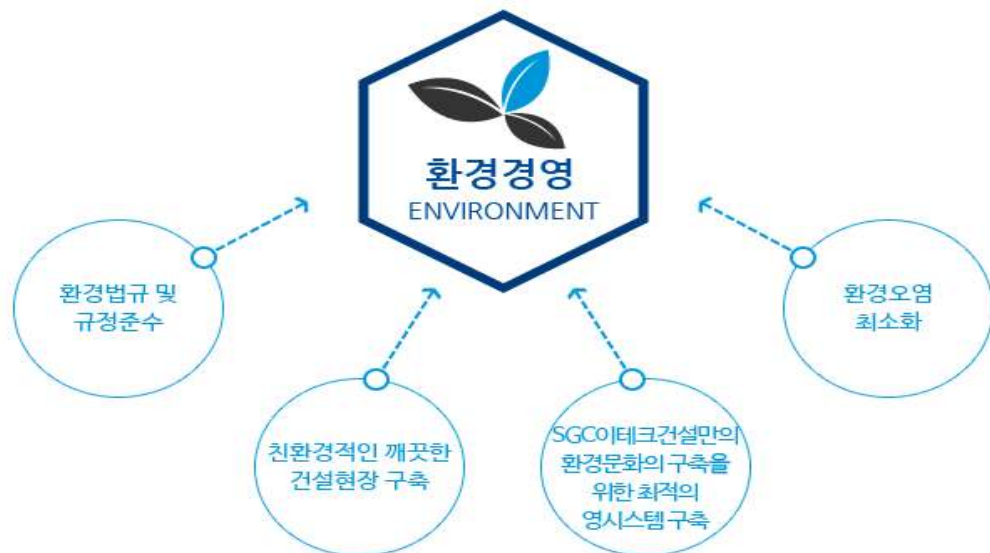 환경경영
ENVIRONMENT
환경법규 및
규정준수
친환경적인 깨끗한
건설현장 구축
SGC이테크건설만의
환경문화의 구축을
위한 최적의
영시스템 구축
환경오염
최소화